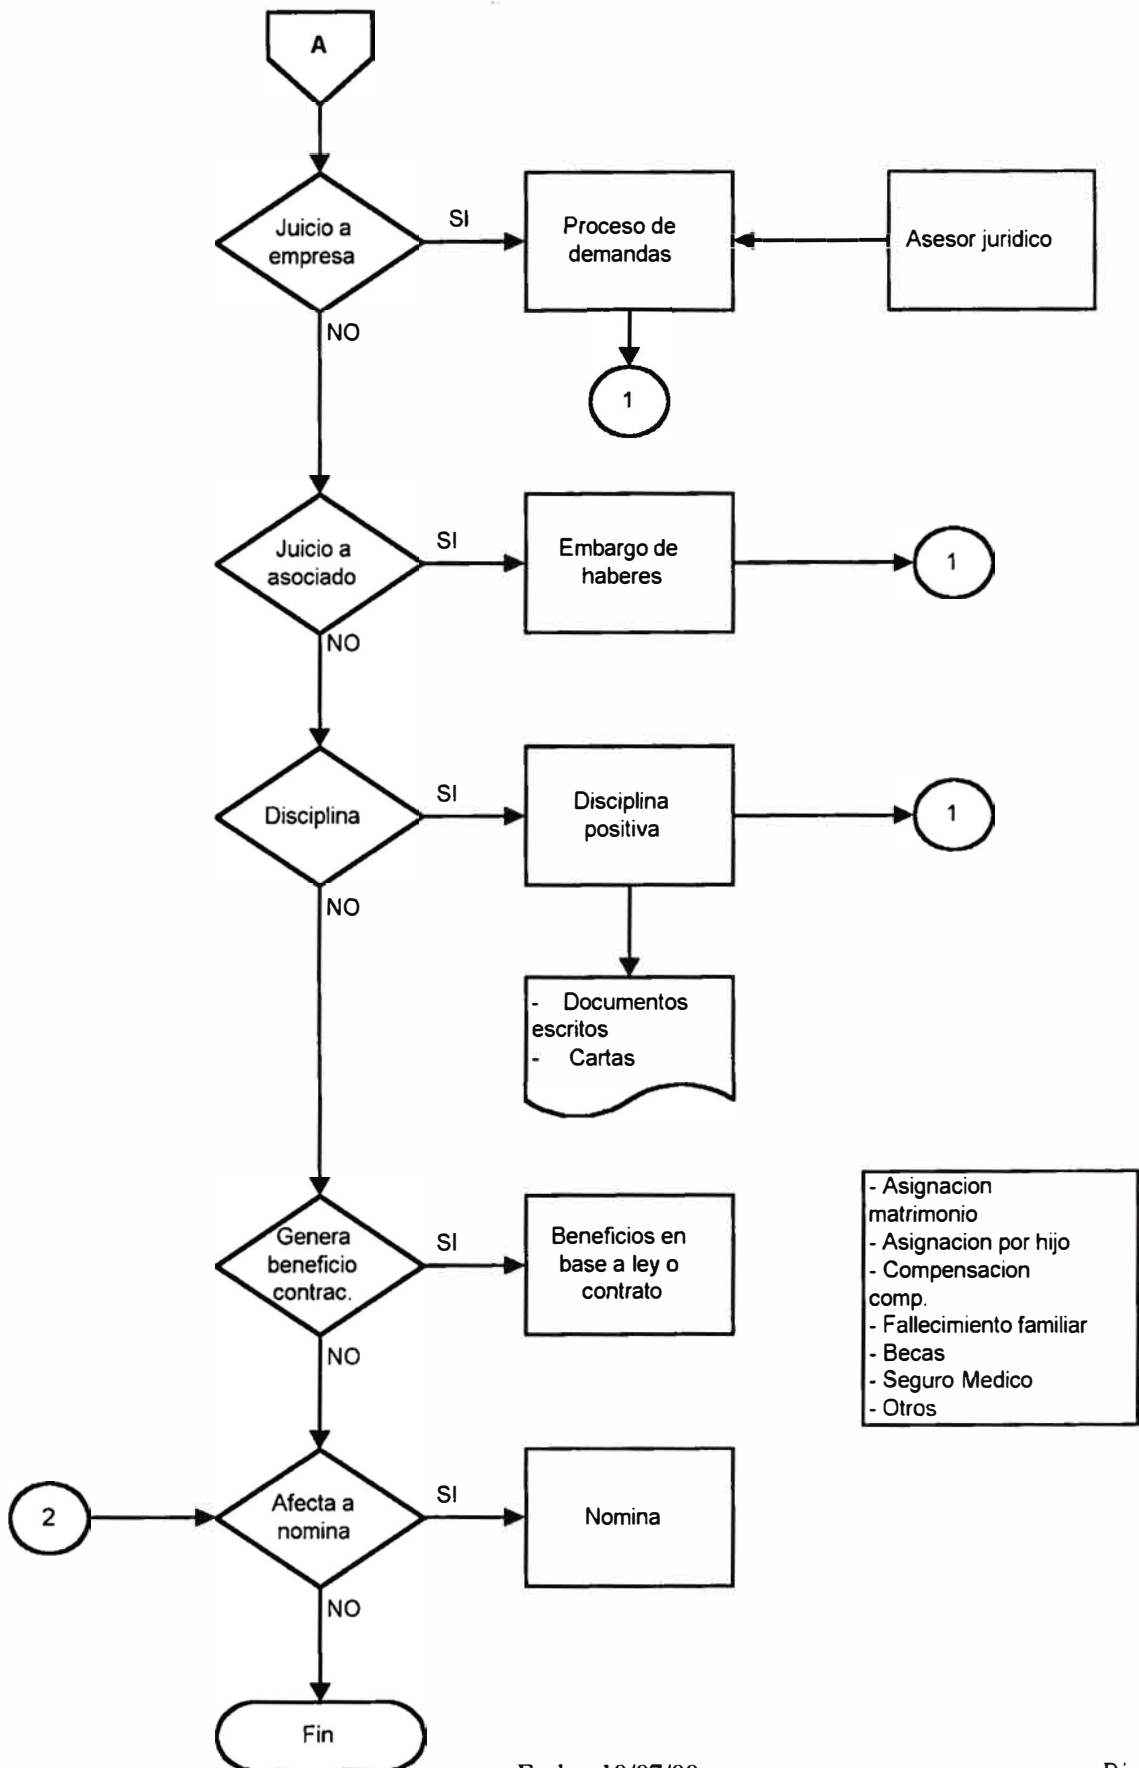 A
Juicio a
empresa
SI
Proceso de
demandas
Asesor juridico
NO
1
Juicio a
asociado
SI
Embargo de
haberes
1
NO
Disciplina
SI
Disciplina
positiva
1
NO
- Documentos
escritos
- Cartas
Genera
beneficio
contrac.
SI
Beneficios en
base a ley o
contrato
- Asignacion
matrimonio
- Asignacion por hijo
- Compensacion
comp.
- Fallecimiento familiar
- Becas
- Seguro Medico
- Otros
NO
2
Afecta a
nomina
SI
Nomina
NO
Fin